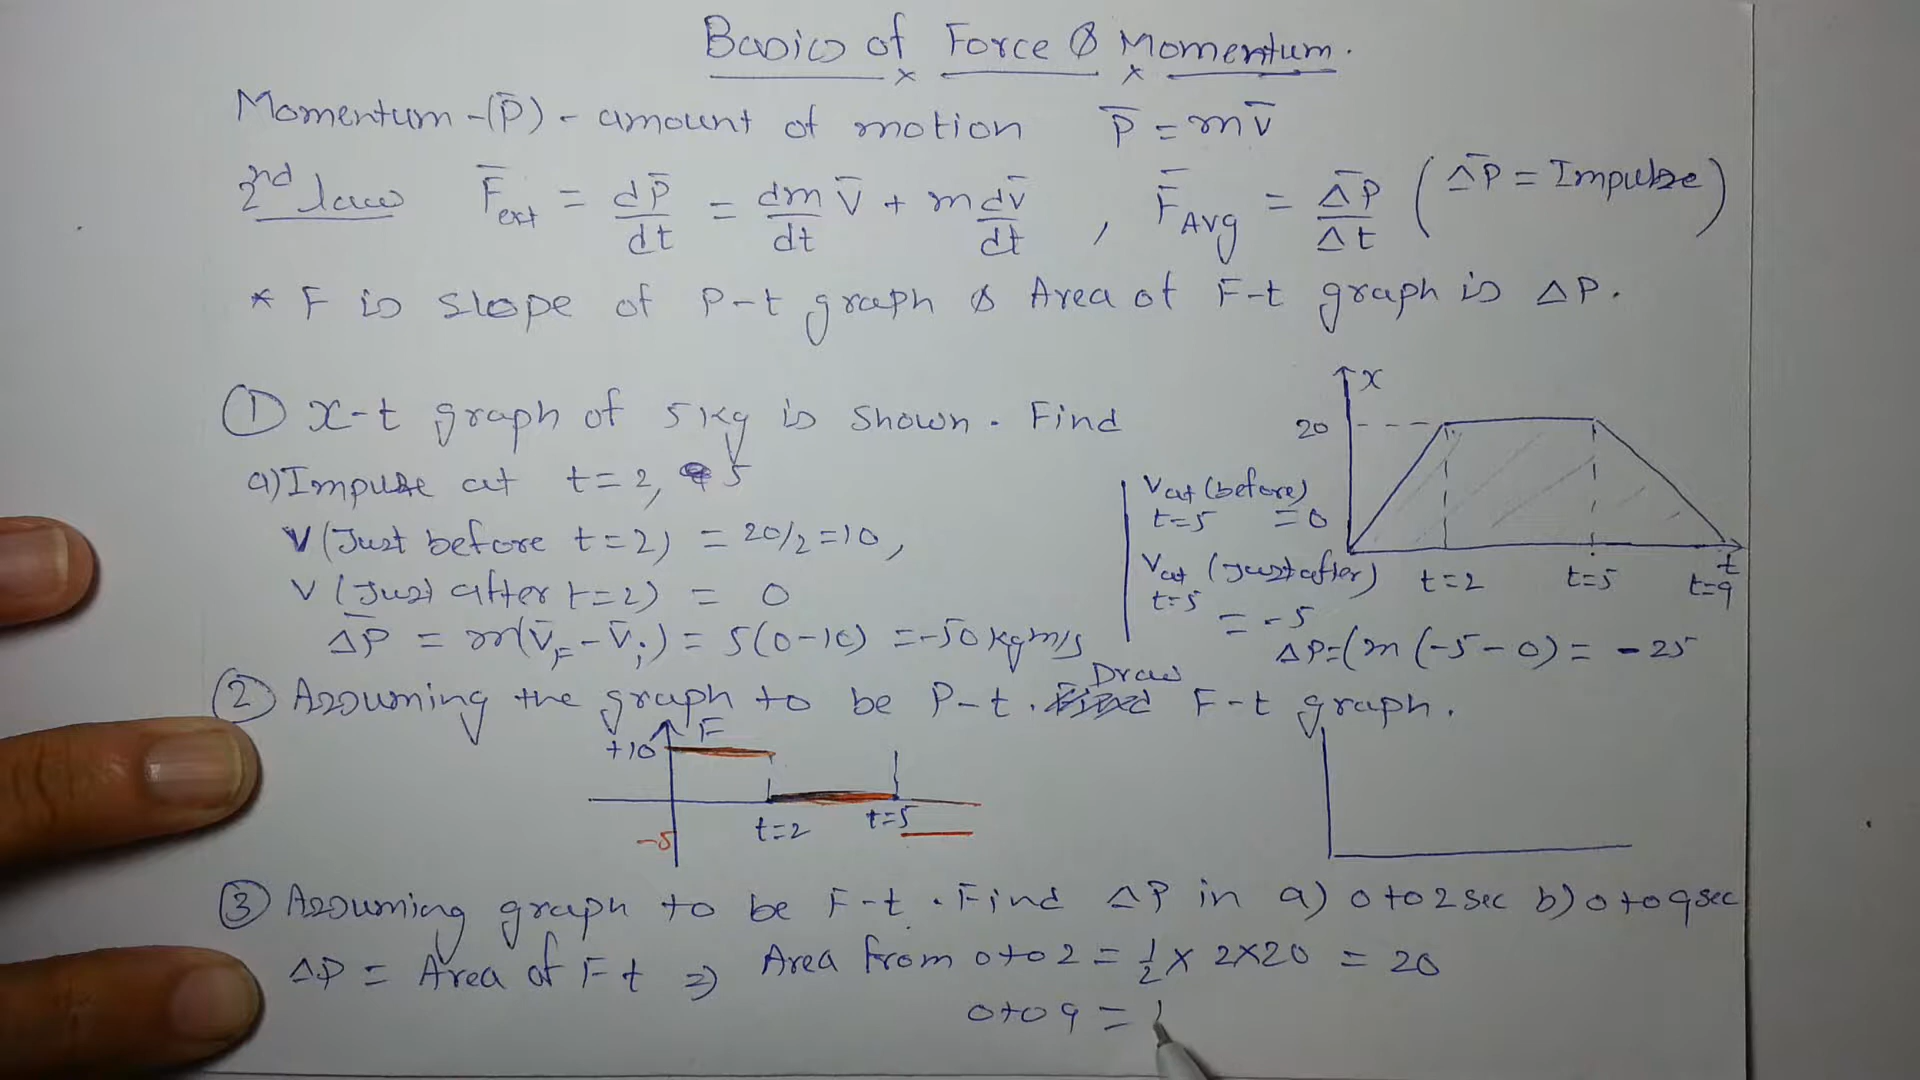 Basics of Force & Momentum.
Momentum - (P̄) - amount of motion P̄ = mv̄
2nd law F̄ext = dP̄/dt = dm/dt V̄ + m dv̄/dt , F̄Avg = ΔP̄/Δt (ΔP̄ = Impulse)
* F is slope of P-t graph & Area of F-t graph is ΔP.
① x-t graph of 5kg is shown. Find
a) Impulse at t=2, 5
V (Just before t=2) = 20/2 = 10,
V (Just after t=2) = 0
ΔP̄ = m(V̄F - V̄i) = 5(0-10) = -50 kgm/s
Vat (before) t=5 = 0
Vat (Just after) t=5 = -5
ΔP = (m (-5-0) = -25
x
20
t=2
t=5
t
t=9
② Assuming the graph to be P-t. Draw F-t graph.
F
+10
-5
t=2
t=5
③ Assuming graph to be F-t. Find ΔP in a) 0 to 2 sec b) 0 to 9 sec
ΔP = Area of Ft ⇒ Area from 0 to 2 = 1/2 × 2×20 = 20
0 to 9 =